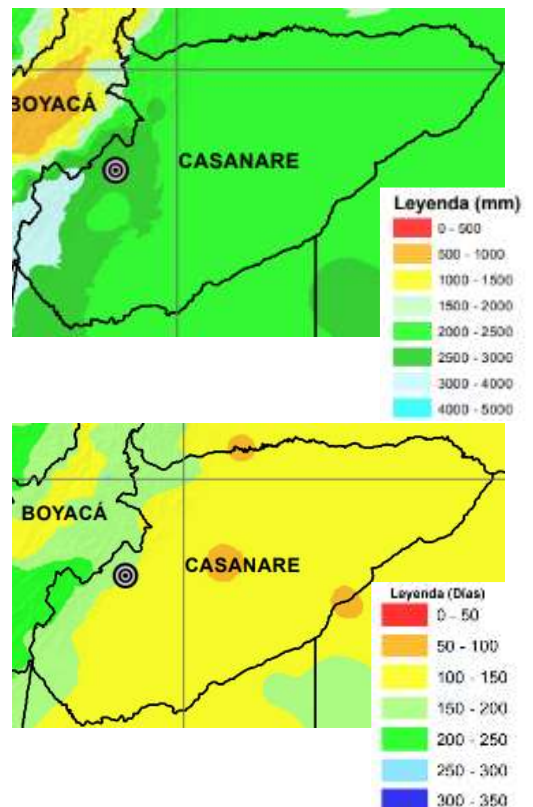 BOYACÁ
CASANARE
Leyenda (mm)
0 - 500
500 - 1000
1000 - 1500
1500 - 2000
2000 - 2500
2500 - 3000
3000 - 4000
4000 - 5000
BOYACÁ
CASANARE
Leyenda (Días)
0 - 50
50 - 100
100 - 150
150 - 200
200 - 250
250 - 300
300 - 350